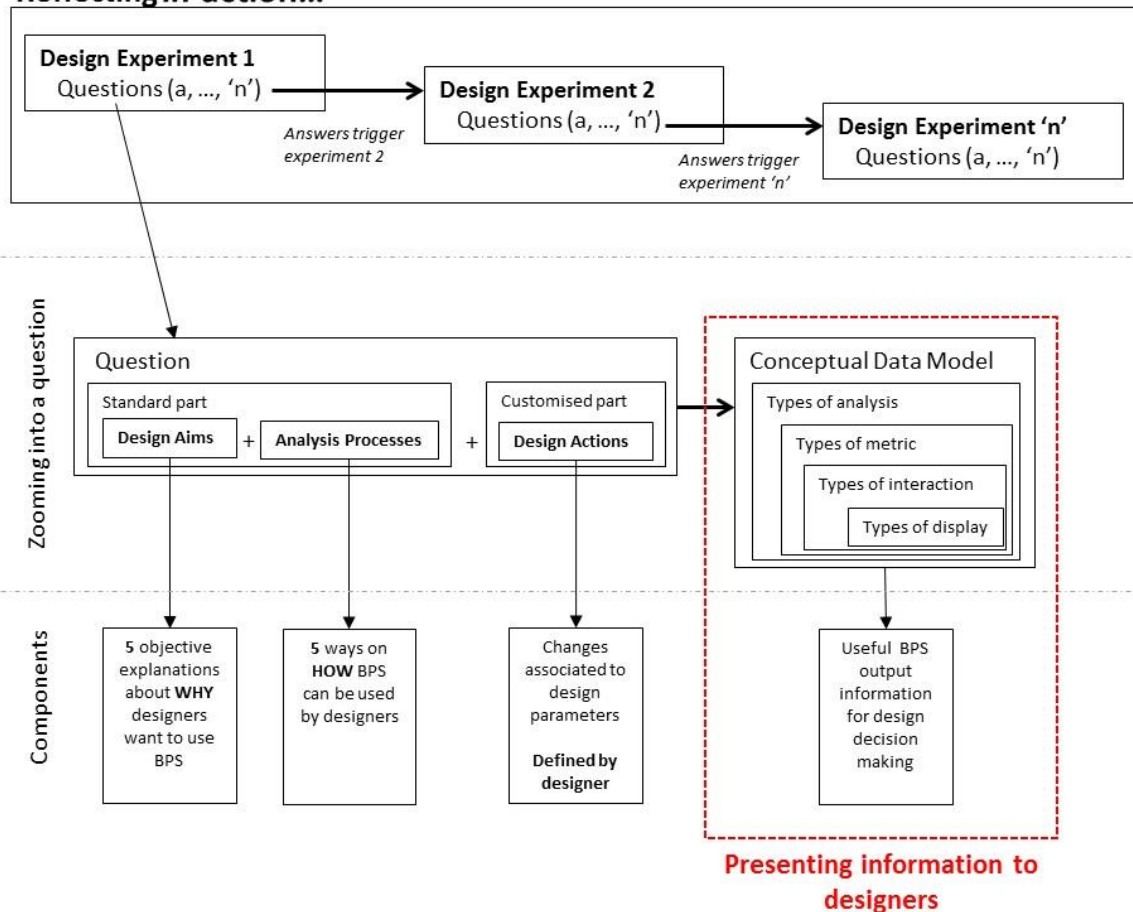 Reflecting in action...
Design Experiment 1
Questions (a, ..., ‘n’)
Answers trigger
experiment 2
Design Experiment 2
Questions (a, ..., ‘n’)
Answers trigger
experiment ‘n’
Design Experiment ‘n’
Questions (a, ..., ‘n’)
Zooming into a question
Question
Standard part
Design Aims
+
Analysis Processes
+
Customised part
Design Actions
Conceptual Data Model
Types of analysis
Types of metric
Types of interaction
Types of display
Components
5 objective
explanations
about WHY
designers
want to use
BPS
5 ways on
HOW BPS
can be used
by designers
Changes
associated to
design
parameters
Defined by
designer
Useful BPS
output
information
for design
decision
making
Presenting information to
designers